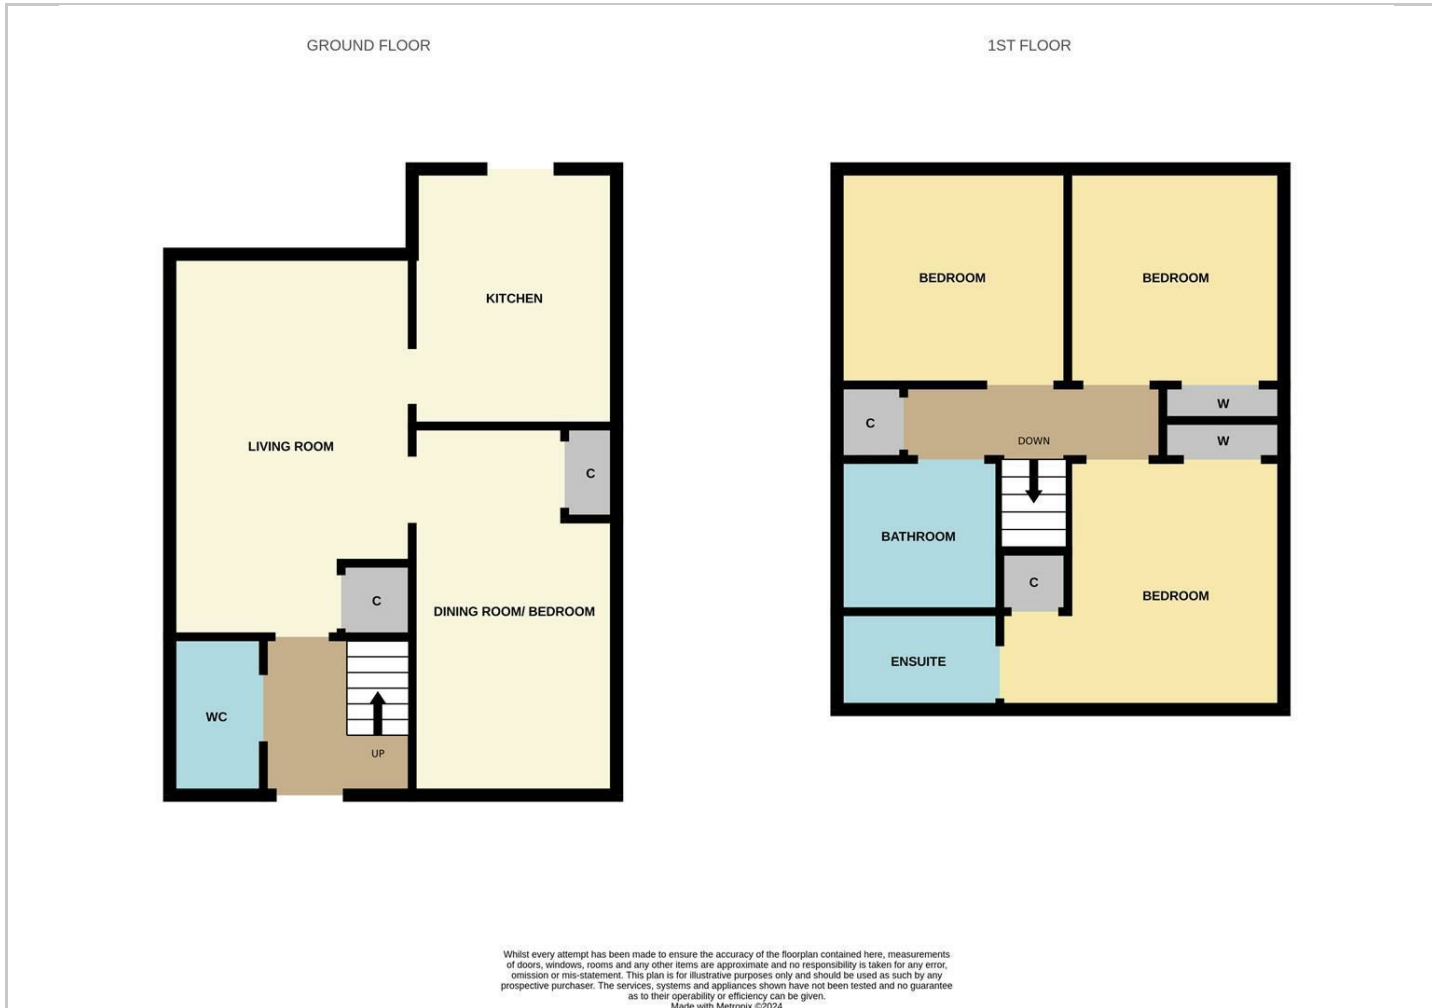 GROUND FLOOR
1ST FLOOR
KITCHEN
LIVING ROOM
C
C
DINING ROOM/ BEDROOM
WC
UP
BEDROOM
BEDROOM
C
W
W
DOWN
BATHROOM
C
BEDROOM
ENSUITE
Whilst every attempt has been made to ensure the accuracy of the floorplan contained here, measurements
of doors, windows, rooms and any other items are approximate and no responsibility is taken for any error,
omission or mis-statement. This plan is for illustrative purposes only and should be used as such by any
prospective purchaser. The services, systems and appliances shown have not been tested and no guarantee
as to their operability or efficiency can be given.
Made with Metropix ©2024